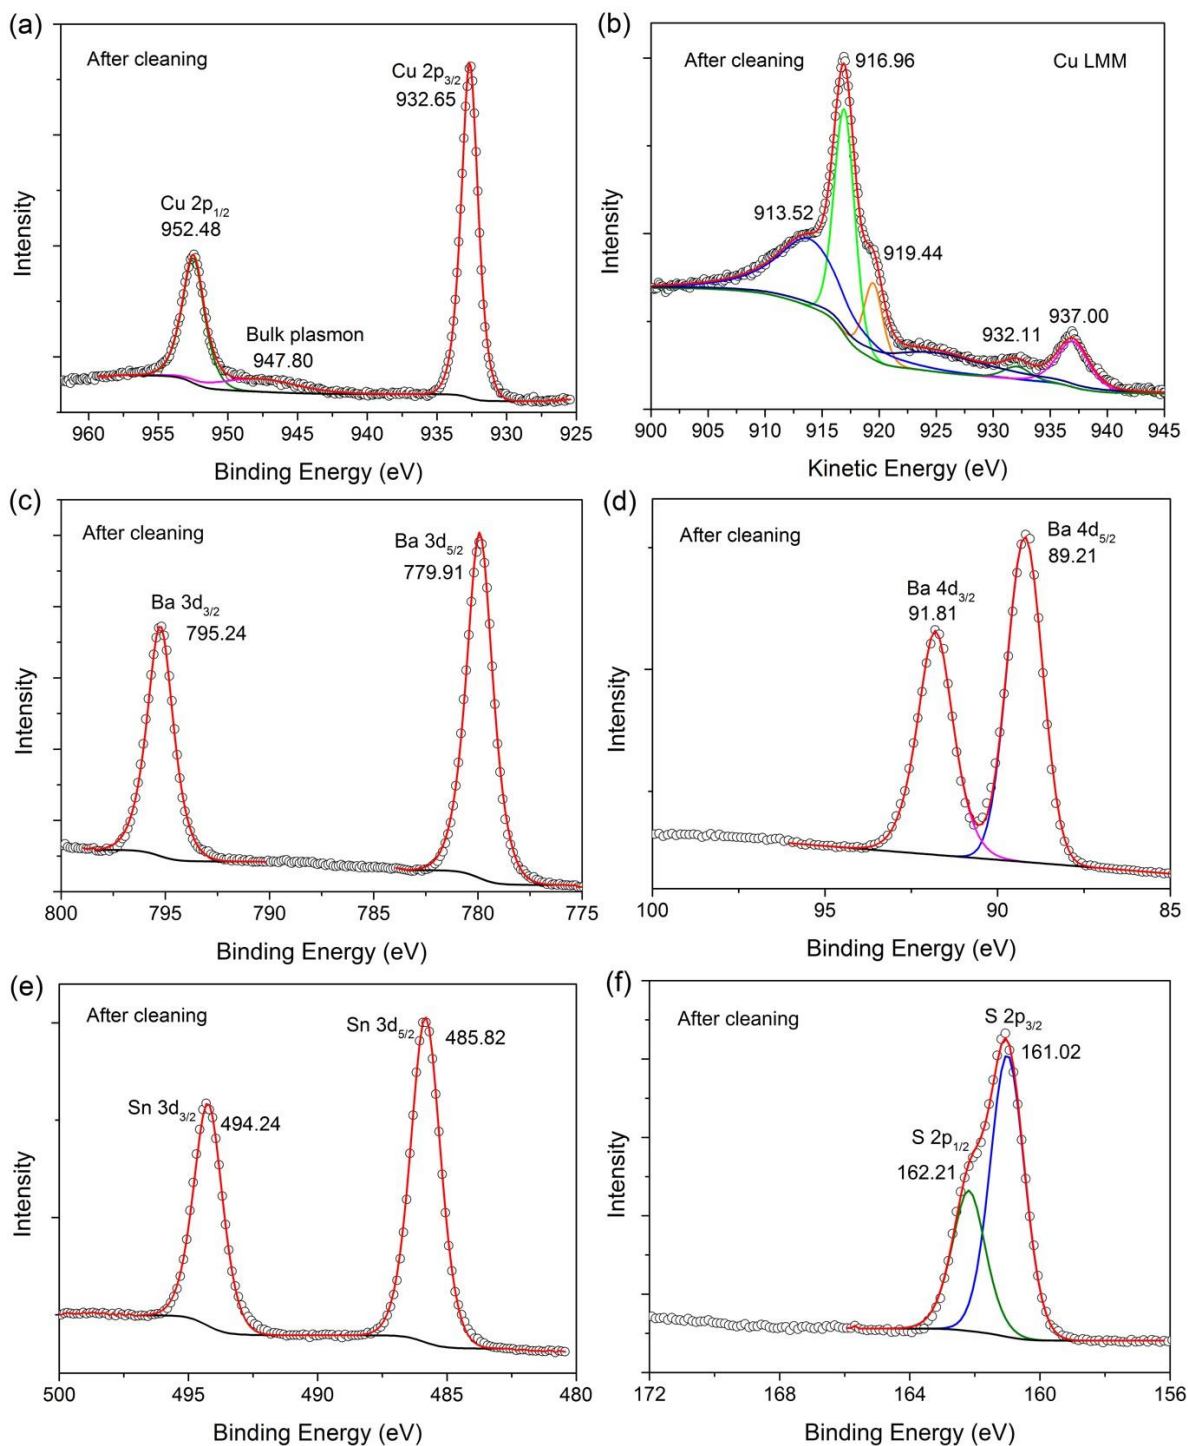 (a)
After cleaning
Cu 2p3/2
932.65
Cu 2p1/2
952.48
Bulk plasmon
947.80
Intensity
960 955 950 945 940 935 930 925
Binding Energy (eV)
(b)
After cleaning
916.96
Cu LMM
913.52
919.44
932.11
937.00
Intensity
900 905 910 915 920 925 930 935 940 945
Kinetic Energy (eV)
(c)
After cleaning
Ba 3d5/2
779.91
Ba 3d3/2
795.24
Intensity
800 795 790 785 780 775
Binding Energy (eV)
(d)
After cleaning
Ba 4d5/2
89.21
Ba 4d3/2
91.81
Intensity
100 95 90 85
Binding Energy (eV)
(e)
After cleaning
Sn 3d5/2
485.82
Sn 3d3/2
494.24
Intensity
500 495 490 485 480
Binding Energy (eV)
(f)
After cleaning
S 2p3/2
161.02
S 2p1/2
162.21
Intensity
172 168 164 160 156
Binding Energy (eV)